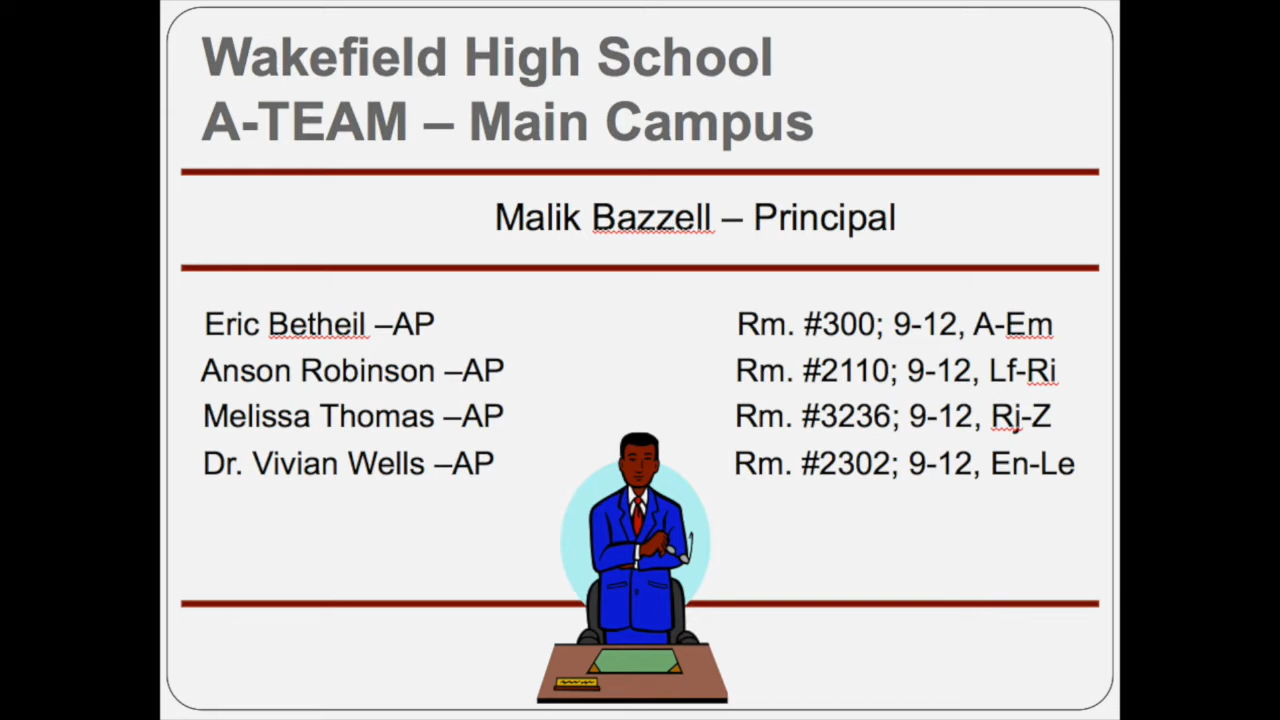 Wakefield High School
A-TEAM – Main Campus
Malik Bazzell – Principal
Eric Betheil –AP Rm. #300; 9-12, A-Em
Anson Robinson –AP Rm. #2110; 9-12, Lf-Ri
Melissa Thomas –AP Rm. #3236; 9-12, Rj-Z
Dr. Vivian Wells –AP Rm. #2302; 9-12, En-Le